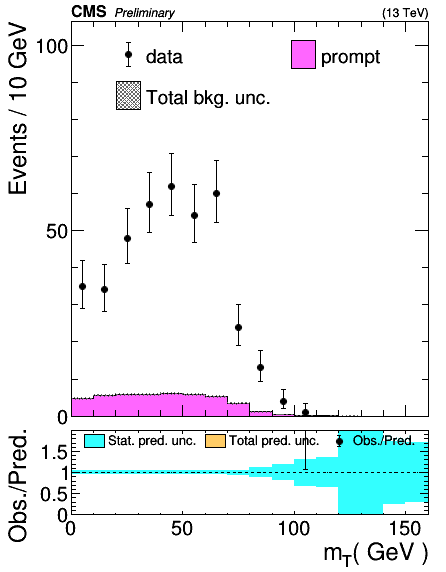 CMS Preliminary (13 TeV)
Events / 10 GeV
100
50
0
data
prompt
Total bkg. unc.
Obs./Pred.
1.5
1
0.5
0
Stat. pred. unc. Total pred. unc. Obs./Pred.
0 50 100 150
m_T( GeV )